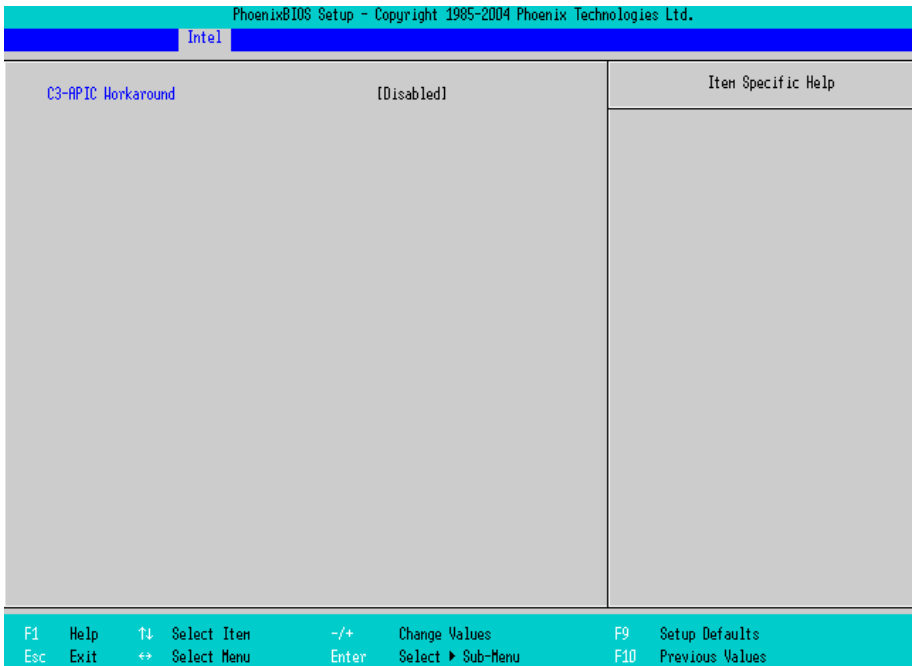 PhoenixBIOS Setup - Copyright 1985-2004 Phoenix Technologies Ltd.
Intel
C3-APIC Workaround [Disabled]
Item Specific Help
F1 Help ↑↓ Select Item -/+ Change Values F9 Setup Defaults
Esc Exit ↔ Select Menu Enter Select ▶ Sub-Menu F10 Previous Values